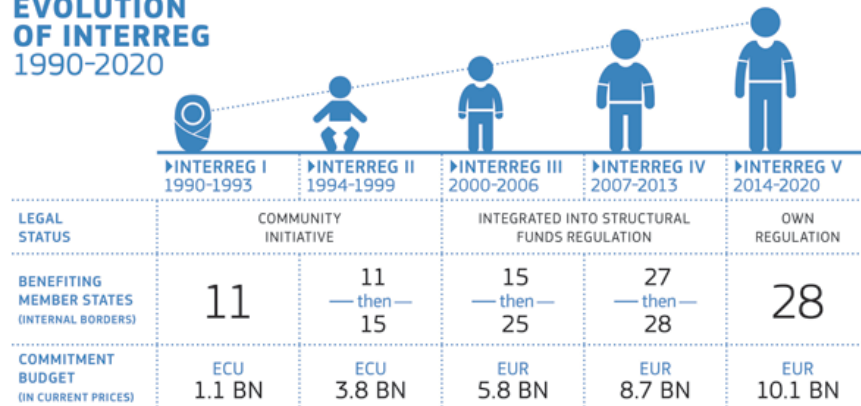 EVOLUTION
OF INTERREG
1990-2020
INTERREG I
1990-1993
INTERREG II
1994-1999
INTERREG III
2000-2006
INTERREG IV
2007-2013
INTERREG V
2014-2020
LEGAL
STATUS
COMMUNITY
INITIATIVE
INTEGRATED INTO STRUCTURAL
FUNDS REGULATION
OWN
REGULATION
BENEFITING
MEMBER STATES
(INTERNAL BORDERS)
11
11
then
15
15
then
25
27
then
28
28
COMMITMENT
BUDGET
(IN CURRENT PRICES)
ECU
1.1 BN
ECU
3.8 BN
EUR
5.8 BN
EUR
8.7 BN
EUR
10.1 BN